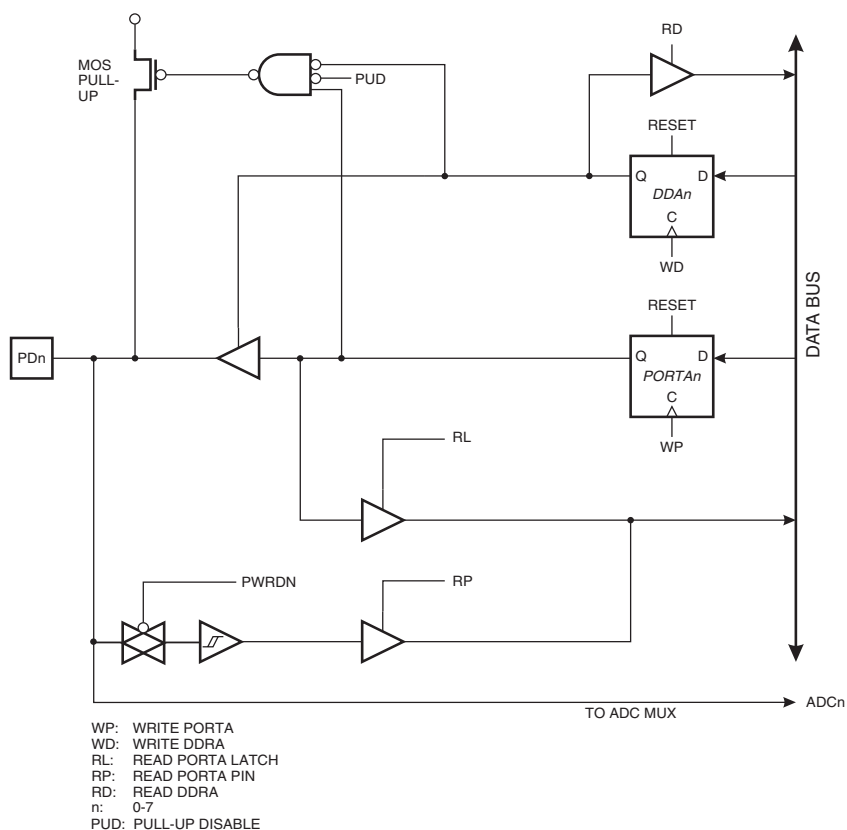 RD
MOS
PULL-
UP
PUD
RESET
Q D
DDAn
C
WD
RESET
DATA BUS
PDn
Q D
PORTAn
C
WP
RL
PWRDN
RP
ADCn
TO ADC MUX
WP: WRITE PORTA
WD: WRITE DDRA
RL: READ PORTA LATCH
RP: READ PORTA PIN
RD: READ DDRA
n: 0-7
PUD: PULL-UP DISABLE